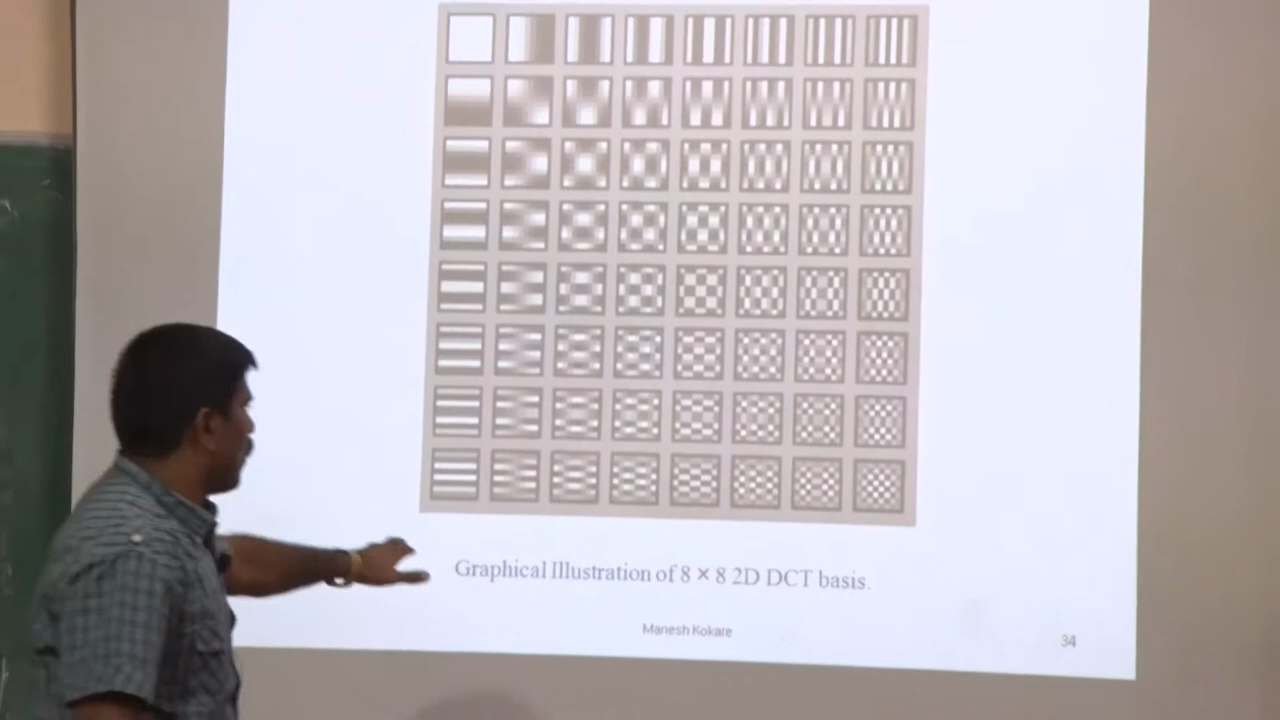 Graphical Illustration of 8 × 8 2D DCT basis.
Manesh Kokare
34